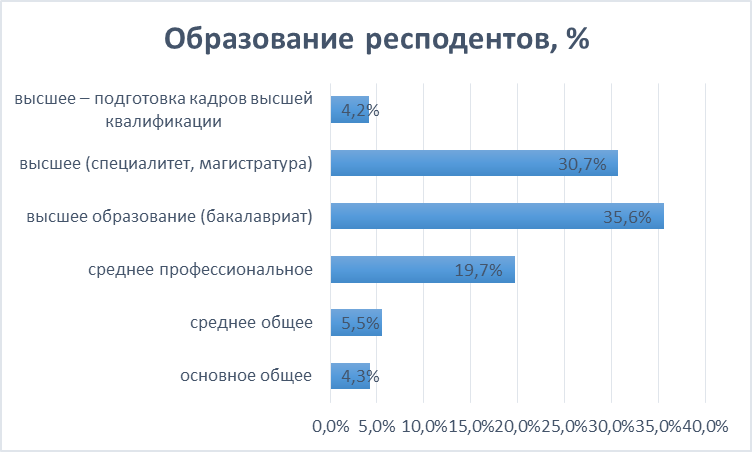 Образование респодентов, %
высшее – подготовка кадров высшей
квалификации
4,2%
высшее (специалитет, магистратура)
30,7%
высшее образование (бакалавриат)
35,6%
среднее профессиональное
19,7%
среднее общее
5,5%
основное общее
4,3%
0,0% 5,0% 10,0% 15,0% 20,0% 25,0% 30,0% 35,0% 40,0%